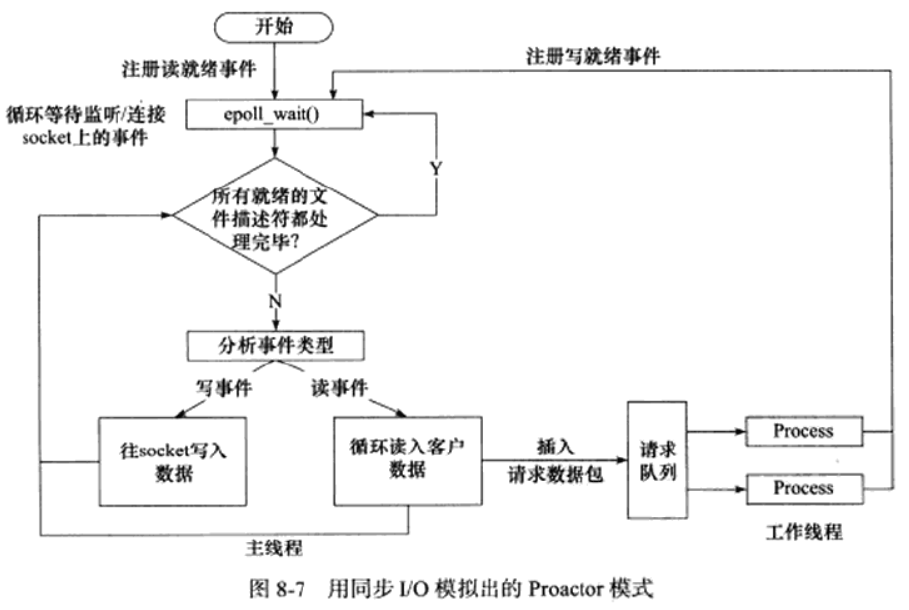 开始
注册读就绪事件
注册写就绪事件
循环等待监听/连接
socket上的事件
epoll_wait()
Y
所有就绪的文
件描述符都处
理完毕?
N
分析事件类型
写事件
读事件
往socket写入
数据
循环读入客户
数据
插入
请求数据包
请求
队列
Process
Process
工作线程
主线程
图 8-7 用同步 I/O 模拟出的 Proactor 模式